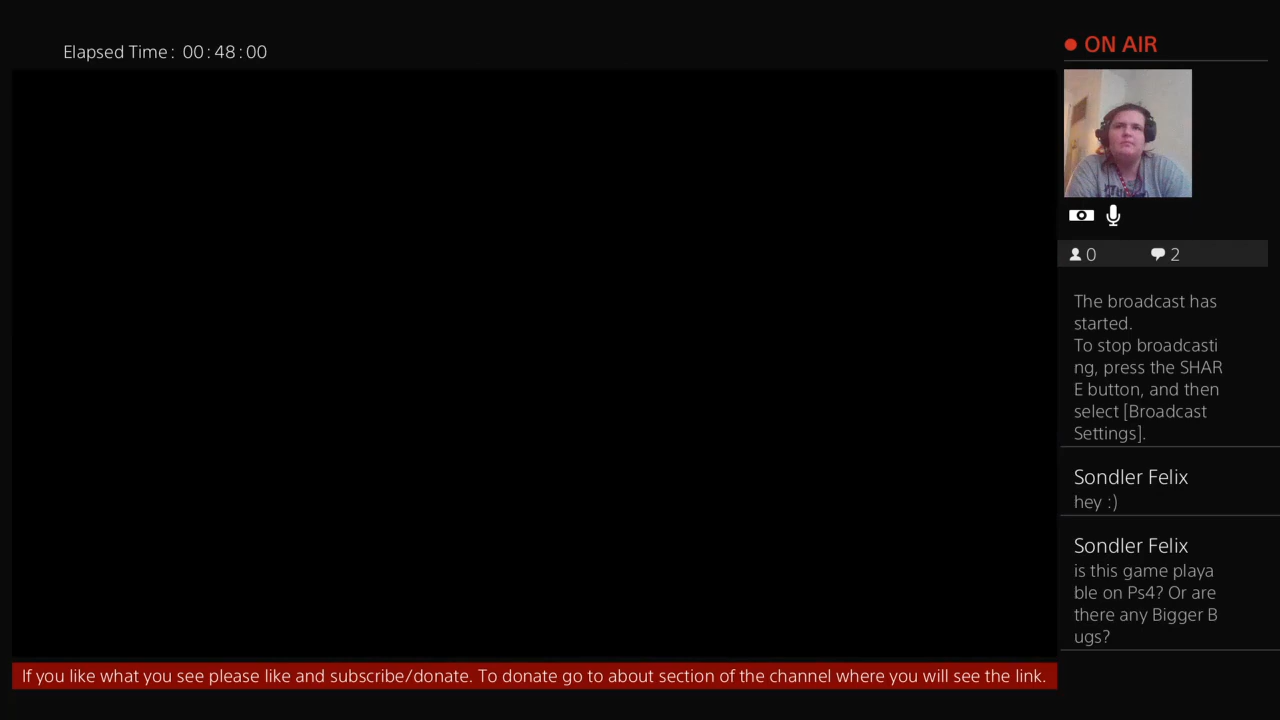 Elapsed Time: 00:48:00
ON AIR
0
2
The broadcast has
started.
To stop broadcasti
ng, press the SHAR
E button, and then
select [Broadcast
Settings].
Sondler Felix
hey :)
Sondler Felix
is this game playa
ble on Ps4? Or are
there any Bigger B
ugs?
If you like what you see please like and subscribe/donate. To donate go to about section of the channel where you will see the link.